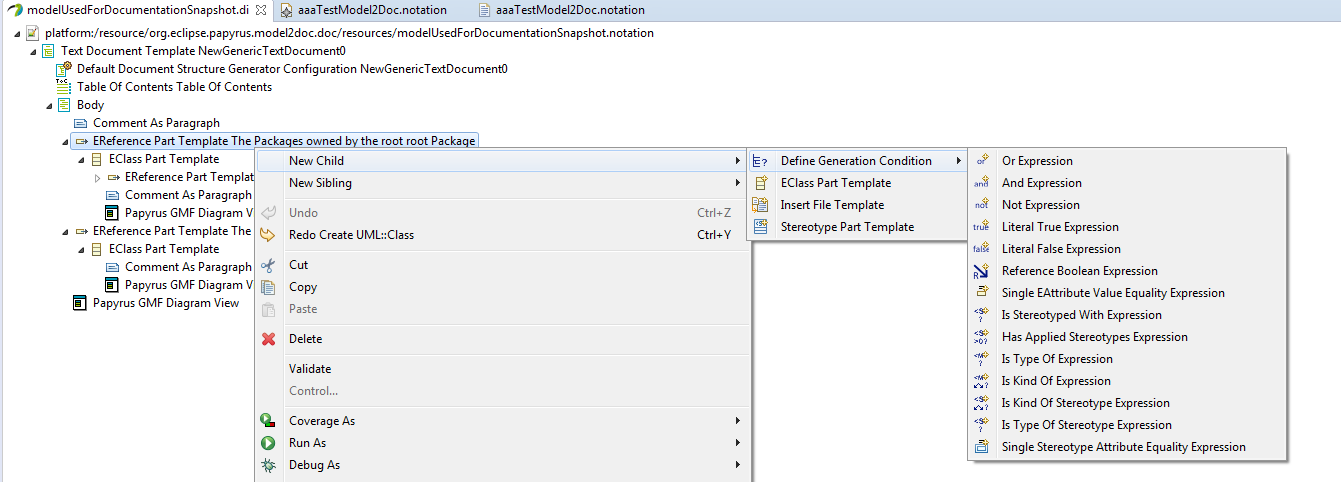 modelUsedForDocumentationSnapshot.di aaaTestModel2Doc.notation aaaTestModel2Doc.notation
platform:/resource/org.eclipse.papyrus.model2doc.doc/resources/modelUsedForDocumentationSnapshot.notation
Text Document Template NewGenericTextDocument0
Default Document Structure Generator Configuration NewGenericTextDocument0
Table Of Contents Table Of Contents
Body
Comment As Paragraph
EReference Part Template The Packages owned by the root root Package
EClass Part Template
EReference Part Templat
Comment As Paragraph
Papyrus GMF Diagram V
EReference Part Template The
EClass Part Template
Comment As Paragraph
Papyrus GMF Diagram V
Papyrus GMF Diagram View
New Child
New Sibling
Undo Ctrl+Z
Redo Create UML::Class Ctrl+Y
Cut
Copy
Paste
Delete
Validate
Control...
Coverage As
Run As
Debug As
Define Generation Condition
EClass Part Template
Insert File Template
Stereotype Part Template
or Or Expression
and And Expression
not Not Expression
true Literal True Expression
false Literal False Expression
Reference Boolean Expression
Single EAttribute Value Equality Expression
Is Stereotyped With Expression
Has Applied Stereotypes Expression
Is Type Of Expression
Is Kind Of Expression
Is Kind Of Stereotype Expression
Is Type Of Stereotype Expression
Single Stereotype Attribute Equality Expression